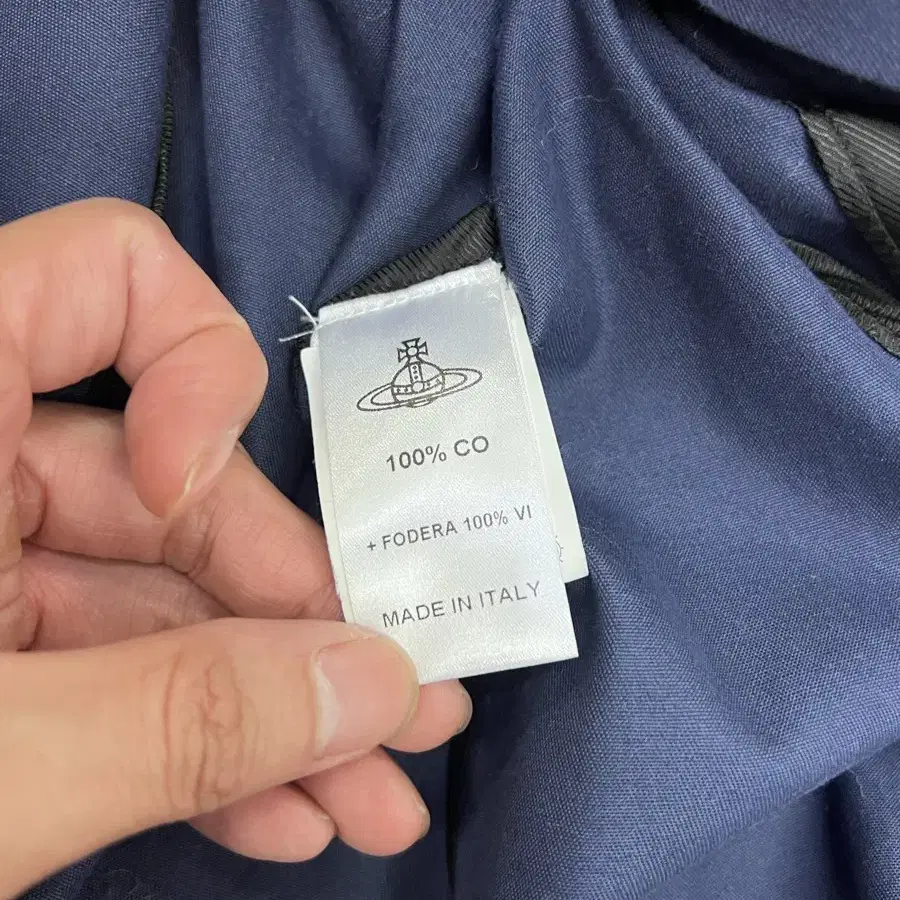 100% CO
+ FODERA 100% VI
MADE IN ITALY